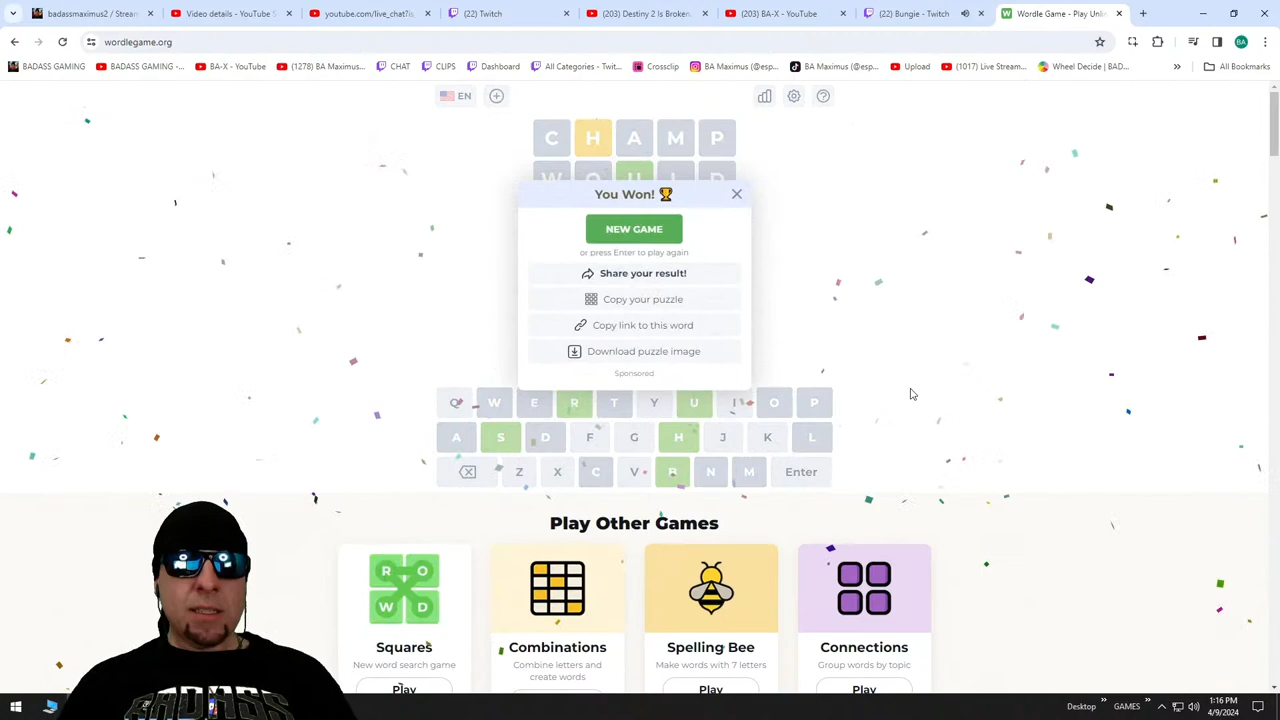 badassmaximus2 / Stream
Video details - YouTube S
youtube.com/live_chat?is_
(22) Twitch
(203) Destiny 2 Is Broken.
(203) BA-X - YouTube
(22) Bungie - Twitch
Wordle Game - Play Unli
wordlegame.org
BA
BADASS GAMING
BADASS GAMING -...
BA-X - YouTube
(1278) BA Maximus...
CHAT
CLIPS
Dashboard
All Categories - Twit...
Crossclip
BA Maximus (@esp...
BA Maximus (@esp...
Upload
(1017) Live Stream...
Wheel Decide | BAD...
All Bookmarks
EN
C H A M P
W O U L D
You Won!
NEW GAME
or press Enter to play again
Share your result!
Copy your puzzle
Copy link to this word
Download puzzle image
Sponsored
Q W E R T Y U I O P
A S D F G H J K L
Z X C V B N M Enter
Play Other Games
R O
W D
Squares
New word search game
Play
Combinations
Combine letters and
create words
Spelling Bee
Make words with 7 letters
Play
Connections
Group words by topic
Play
BADASS
Desktop
GAMES
1:16 PM
4/9/2024